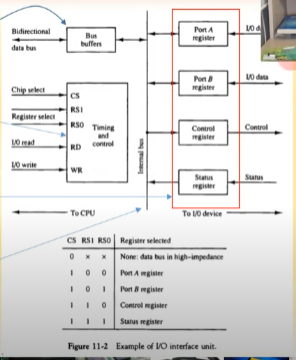 Bidirectional
data bus
Bus
buffers
Port A
register
I/O d
Port B
register
I/O data
Chip select
CS
RS1
Register select
RS0
Timing
and
control
I/O read
RD
I/O write
WR
Internal bus
Control
register
Control
Status
register
Status
To CPU
To I/O device
CS RS1 RS0 Register selected
0 × × None: data bus in high-impedance
1 0 0 Port A register
1 0 1 Port B register
1 1 0 Control register
1 1 1 Status register
Figure 11-2 Example of I/O interface unit.